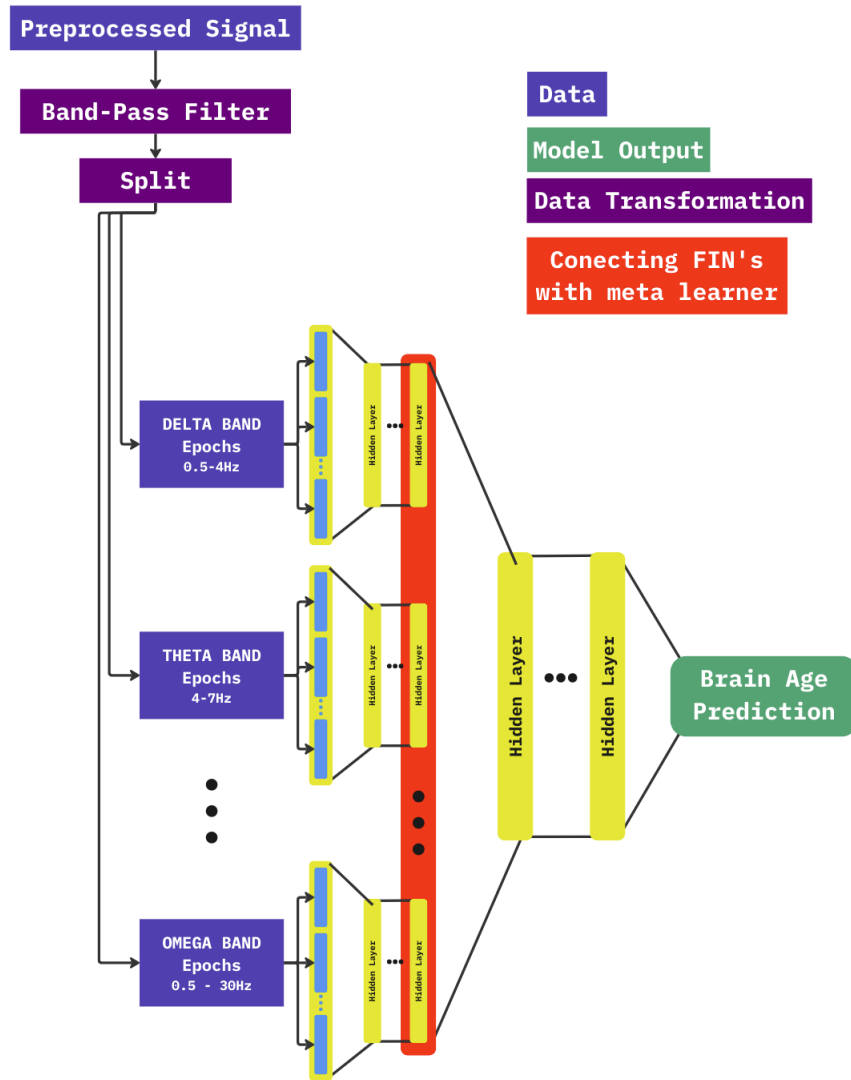 Preprocessed Signal
Band-Pass Filter
Split
Data
Model Output
Data Transformation
Conecting FIN's
with meta learner
DELTA BAND
Epochs
0.5-4Hz
Hidden Layer
Hidden Layer
THETA BAND
Epochs
4-7Hz
Hidden Layer
Hidden Layer
OMEGA BAND
Epochs
0.5 - 30Hz
Hidden Layer
Hidden Layer
Hidden Layer
Hidden Layer
Brain Age
Prediction